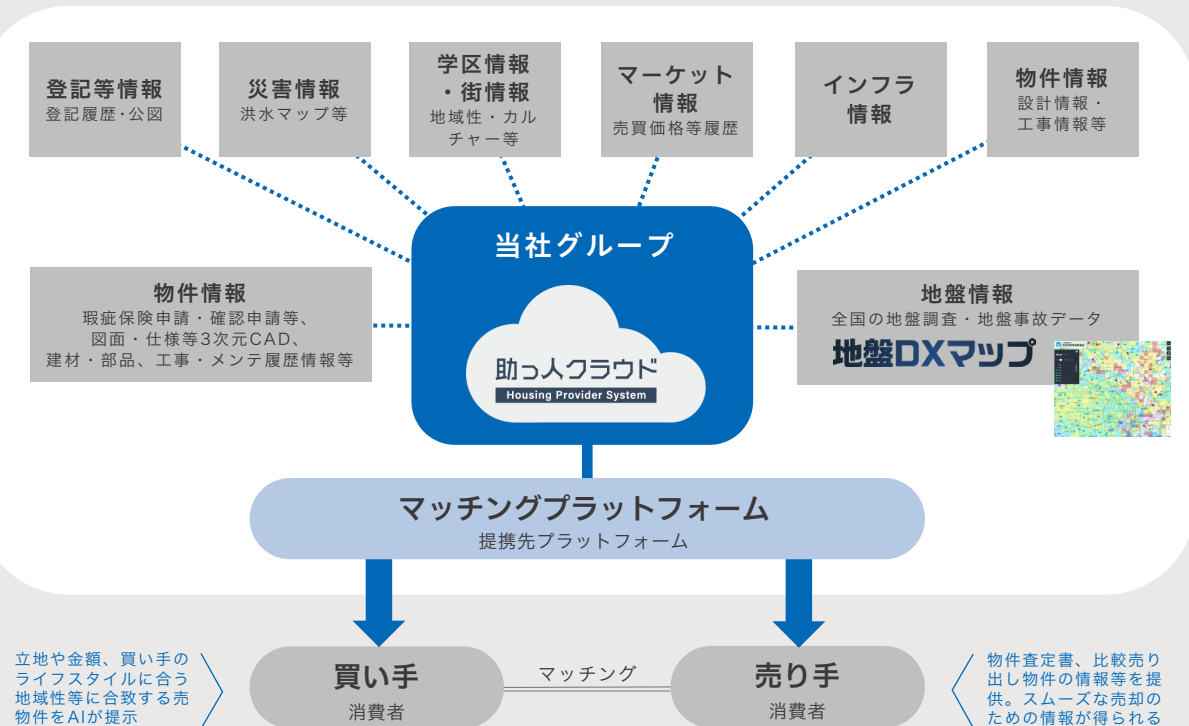 登記等情報
登記履歴・公図
災害情報
洪水マップ等
学区情報
・街情報
地域性・カル
チャー等
マーケット
情報
売買価格等履歴
インフラ
情報
物件情報
設計情報・
工事情報等
当社グループ
助っ人クラウド
Housing Provider System
物件情報
瑕疵保険申請・確認申請等、
図面・仕様等3次元CAD、
建材・部品、工事・メンテ履歴情報等
地盤情報
全国の地盤調査・地盤事故データ
地盤DXマップ
マッチングプラットフォーム
提携先プラットフォーム
立地や金額、買い手の
ライフスタイルに合う
地域性等に合致する売
物件をAIが提示
買い手
消費者
マッチング
売り手
消費者
物件査定書、比較売り
出し物件の情報等を提
供。スムーズな売却の
ための情報が得られる